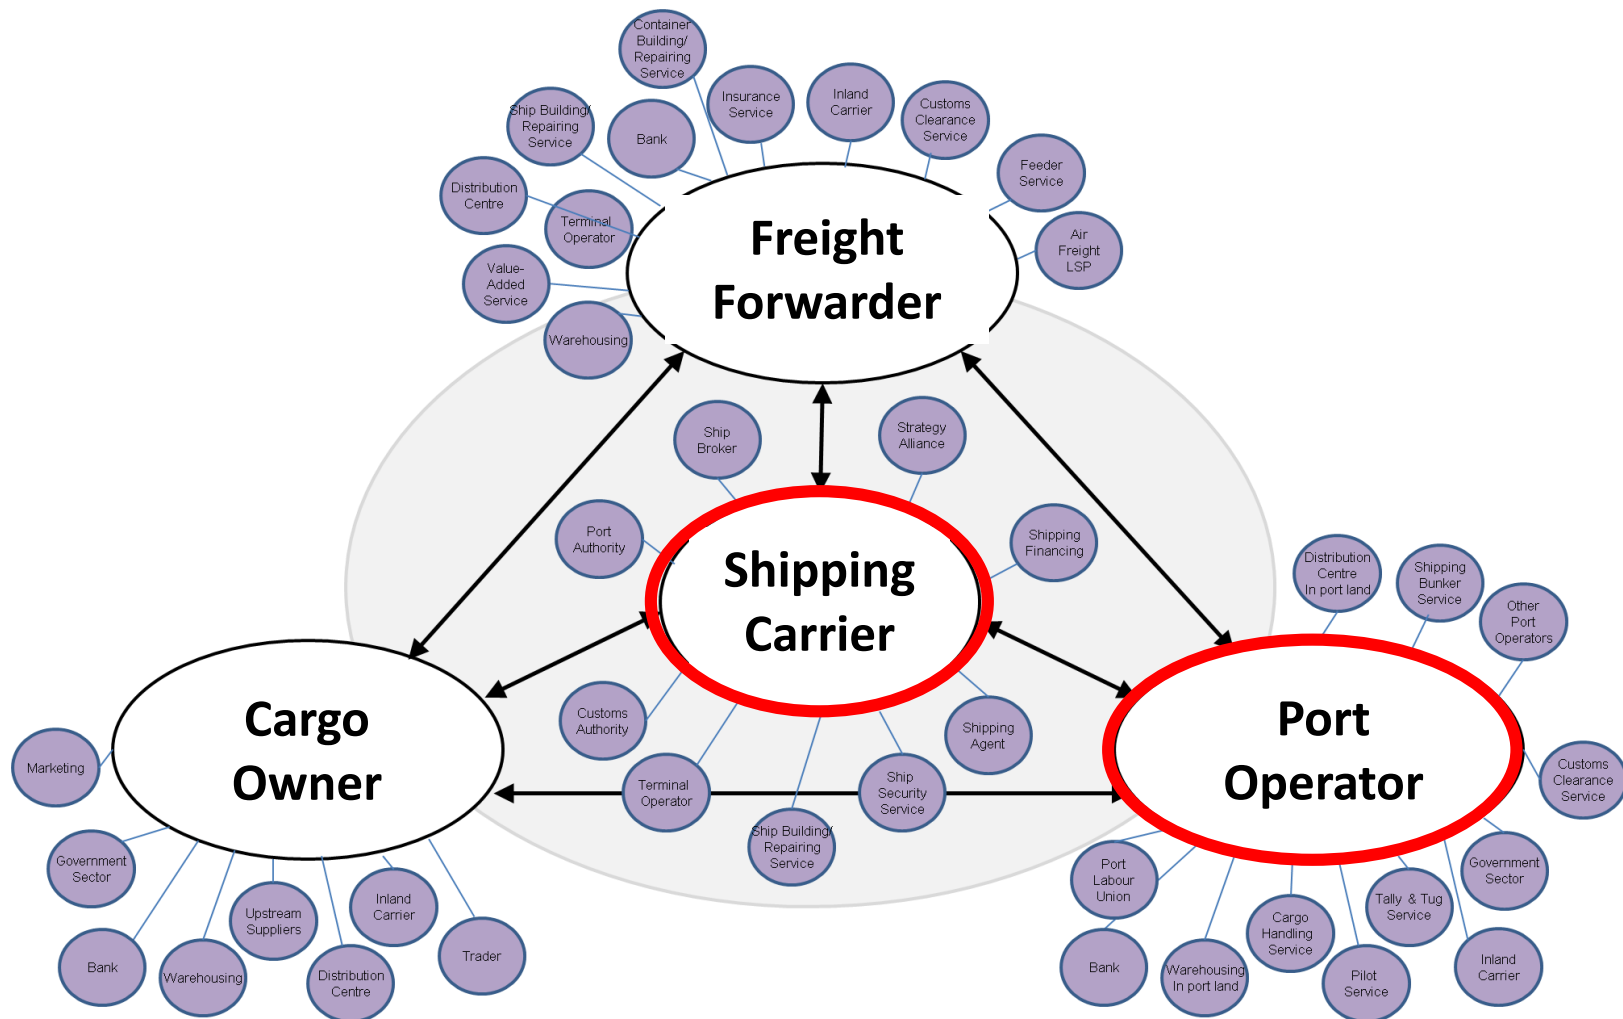 Container
Building/
Repairing
Service
Insurance
Service
Inland
Carrier
Customs
Clearance
Service
Ship Building/
Repairing
Service
Bank
Feeder
Service
Distribution
Centre
Terminal
Operator
Air
Freight
LSP
Value-
Added
Service
Warehousing
Freight
Forwarder
Ship
Broker
Strategy
Alliance
Port
Authority
Shipping
Financing
Shipping
Carrier
Customs
Authority
Shipping
Agent
Terminal
Operator
Ship
Security
Service
Ship Building/
Repairing
Service
Cargo
Owner
Marketing
Government
Sector
Bank
Warehousing
Upstream
Suppliers
Distribution
Centre
Inland
Carrier
Trader
Distribution
Centre
In port land
Shipping
Bunker
Service
Other
Port
Operators
Port
Operator
Customs
Clearance
Service
Port
Labour
Union
Bank
Warehousing
In port land
Cargo
Handling
Service
Pilot
Service
Tally & Tug
Service
Government
Sector
Inland
Carrier